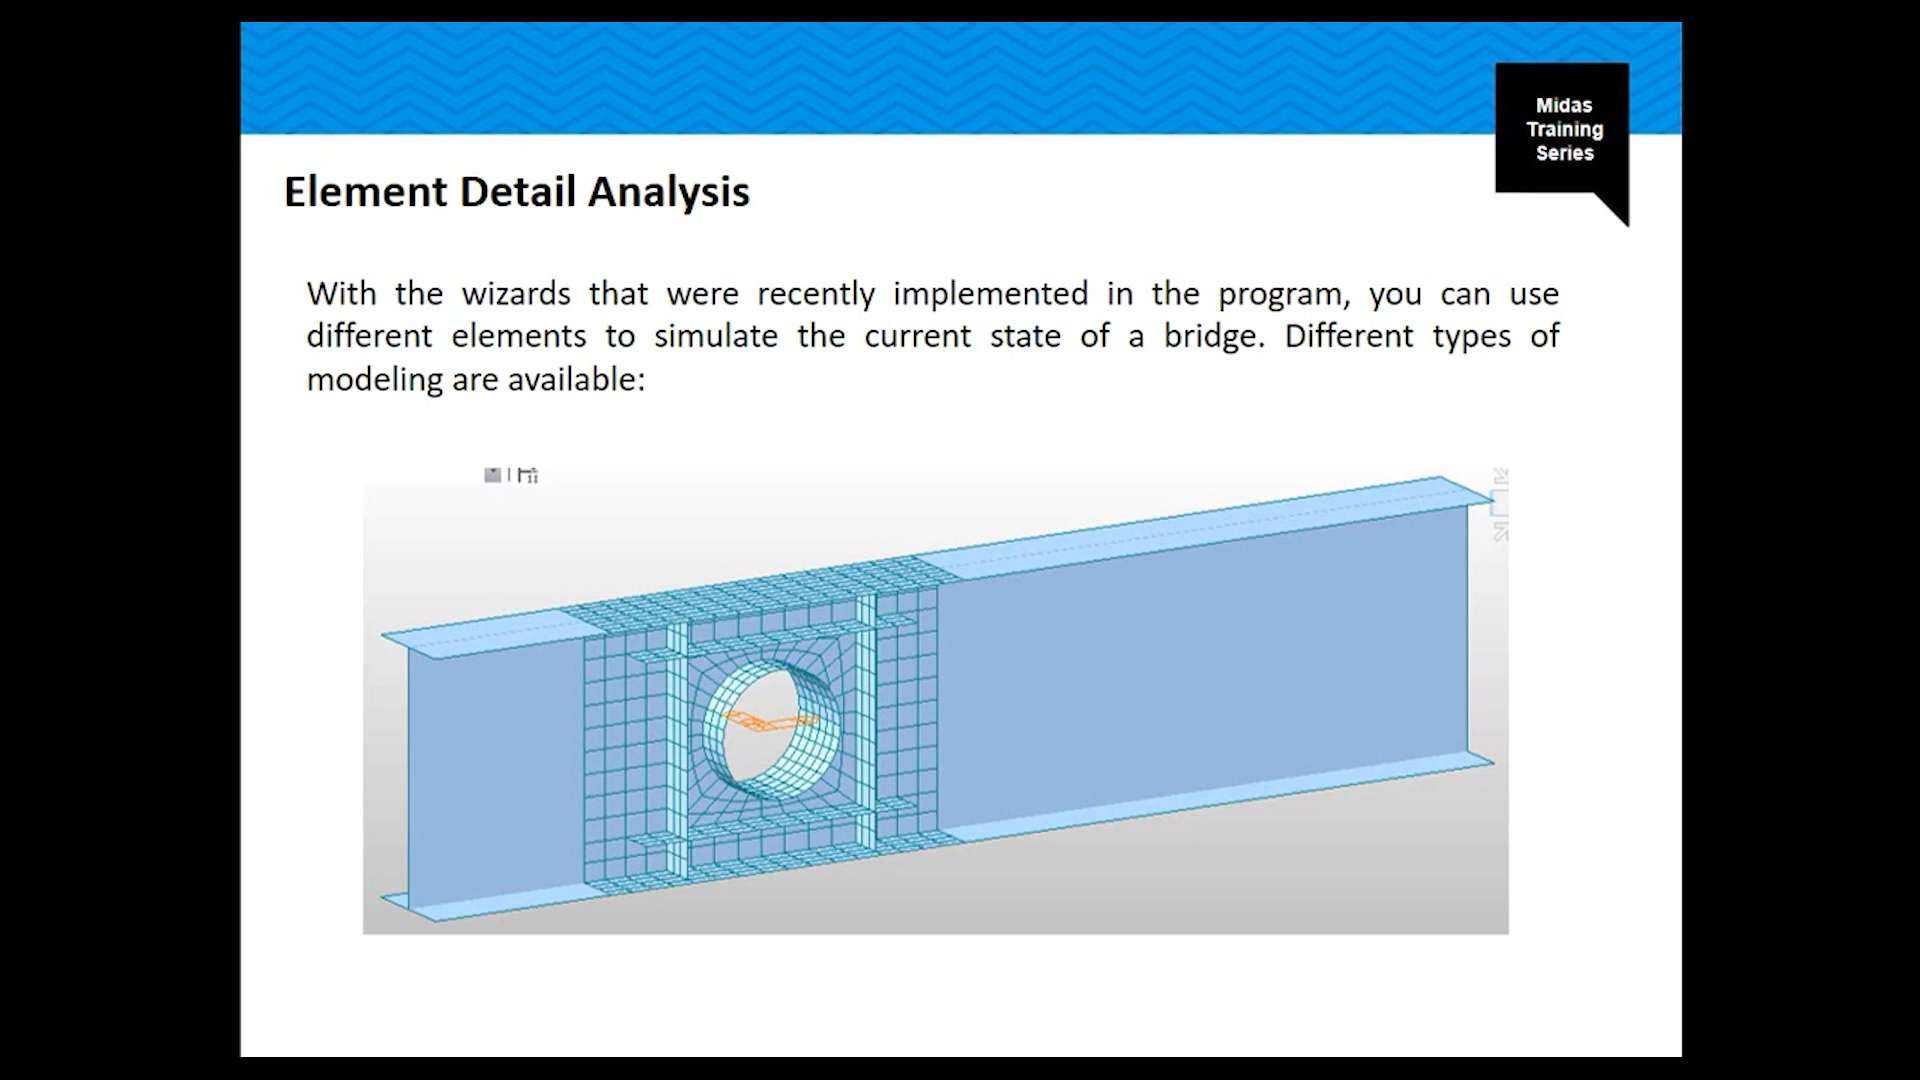 Midas
Training
Series
Element Detail Analysis
With the wizards that were recently implemented in the program, you can use
different elements to simulate the current state of a bridge. Different types of
modeling are available: